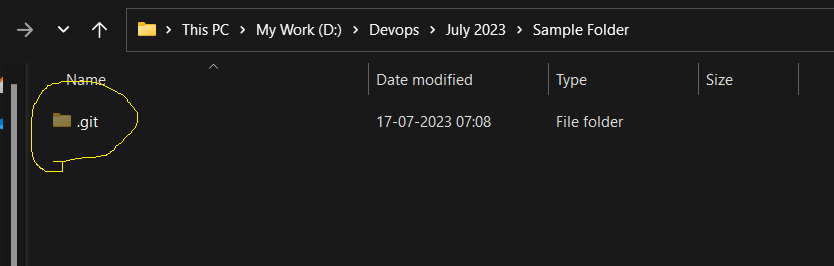 This PC > My Work (D:) > Devops > July 2023 > Sample Folder
Name Date modified Type Size
.git 17-07-2023 07:08 File folder